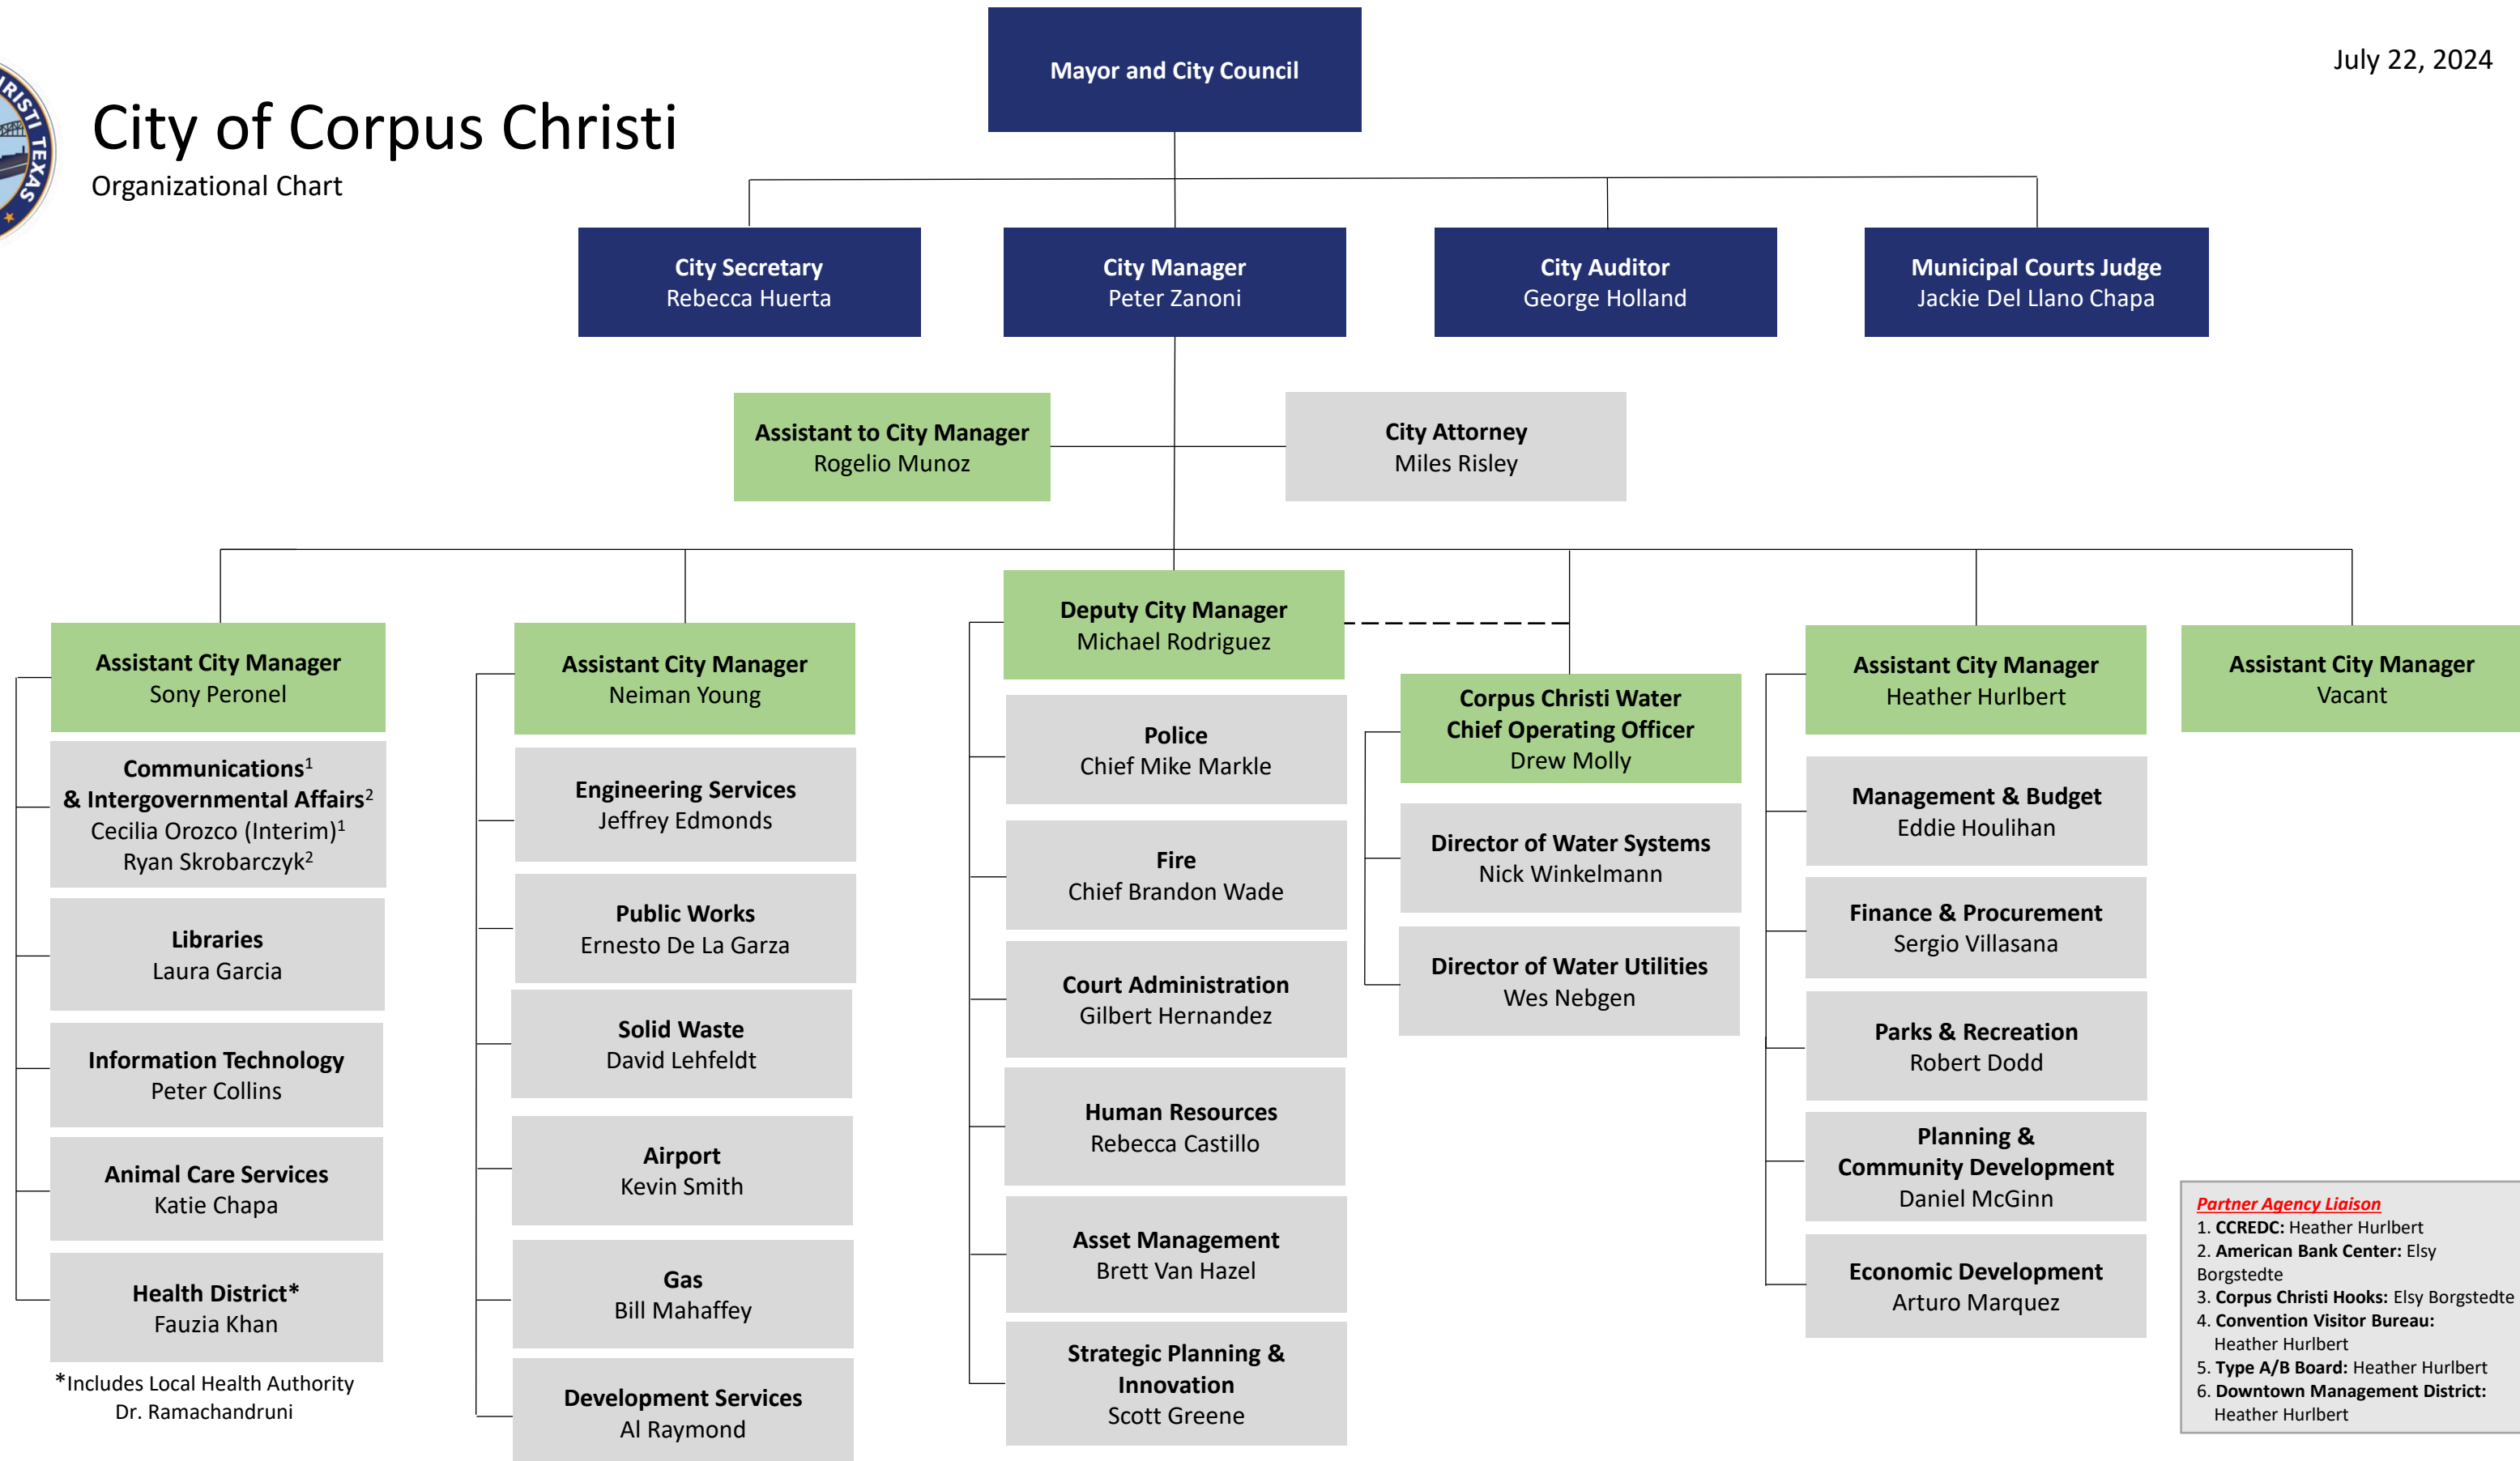 July 22, 2024
City of Corpus Christi
Organizational Chart
TEXAS
Mayor and City Council
City Secretary
Rebecca Huerta
City Manager
Peter Zanoni
City Auditor
George Holland
Municipal Courts Judge
Jackie Del Llano Chapa
Assistant to City Manager
Rogelio Munoz
City Attorney
Miles Risley
Assistant City Manager
Sony Peronel
Communications¹
& Intergovernmental Affairs²
Cecilia Orozco (Interim)¹
Ryan Skrobarczyk²
Libraries
Laura Garcia
Information Technology
Peter Collins
Animal Care Services
Katie Chapa
Health District*
Fauzia Khan
*Includes Local Health Authority
Dr. Ramachandruni
Assistant City Manager
Neiman Young
Engineering Services
Jeffrey Edmonds
Public Works
Ernesto De La Garza
Solid Waste
David Lehfeldt
Airport
Kevin Smith
Gas
Bill Mahaffey
Development Services
Al Raymond
Deputy City Manager
Michael Rodriguez
Police
Chief Mike Markle
Fire
Chief Brandon Wade
Court Administration
Gilbert Hernandez
Human Resources
Rebecca Castillo
Asset Management
Brett Van Hazel
Strategic Planning &
Innovation
Scott Greene
Corpus Christi Water
Chief Operating Officer
Drew Molly
Director of Water Systems
Nick Winkelmann
Director of Water Utilities
Wes Nebgen
Assistant City Manager
Heather Hurlbert
Management & Budget
Eddie Houlihan
Finance & Procurement
Sergio Villasana
Parks & Recreation
Robert Dodd
Planning &
Community Development
Daniel McGinn
Economic Development
Arturo Marquez
Assistant City Manager
Vacant
Partner Agency Liaison
1. CCREDC: Heather Hurlbert
2. American Bank Center: Elsy
Borgstedte
3. Corpus Christi Hooks: Elsy Borgstedte
4. Convention Visitor Bureau:
Heather Hurlbert
5. Type A/B Board: Heather Hurlbert
6. Downtown Management District:
Heather Hurlbert